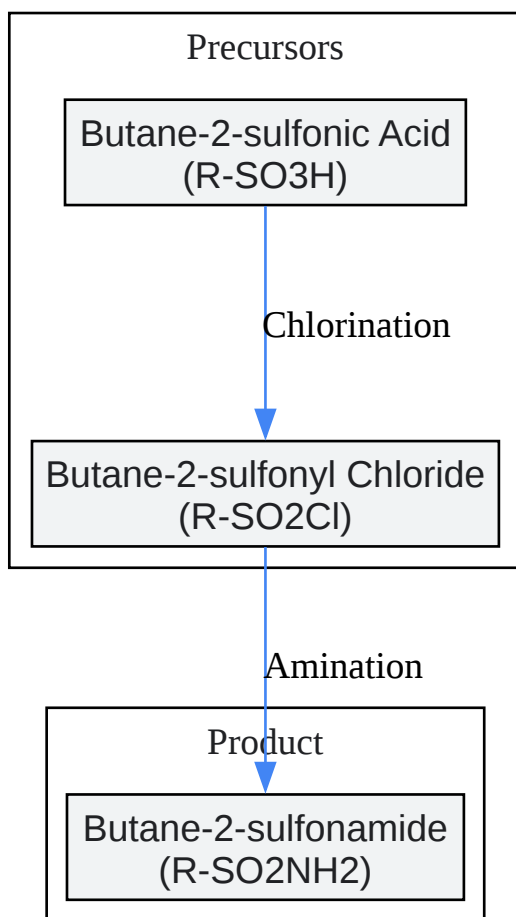 Precursors
Butane-2-sulfonic Acid
(R-SO3H)
Chlorination
Butane-2-sulfonyl Chloride
(R-SO2Cl)
Amination
Product
Butane-2-sulfonamide
(R-SO2NH2)